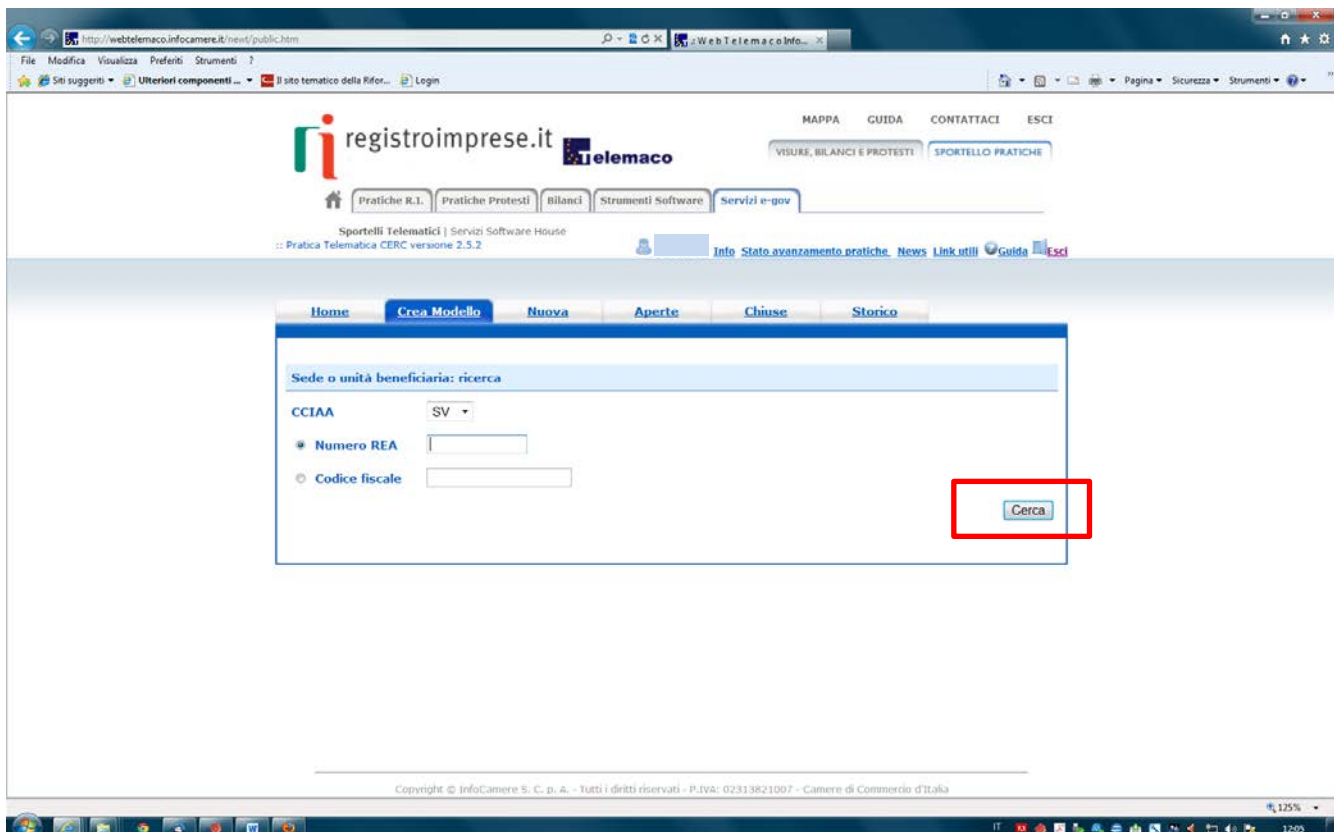 http://webtelemaco.infocamere.it/newt/public.htm
WebTelemacoInfo...
File Modifica Visualizza Preferiti Strumenti ?
Siti suggeriti Ulteriori componenti ... Il sito tematico della Rifor... Login
Pagina Sicurezza Strumenti
MAPPA GUIDA CONTATTACI ESCI
registroimprese.it Telemaco
VISURE, BILANCI E PROTESTI SPORTELLO PRATICHE
Pratiche R.I. Pratiche Protesti Bilanci Strumenti Software Servizi e-gov
Sportelli Telematici | Servizi Software House
:: Pratica Telematica CERC versione 2.5.2
Info Stato avanzamento pratiche News Link utili Guida Esci
Home Crea Modello Nuova Aperte Chiuse Storico
Sede o unità beneficiaria: ricerca
CCIAA SV
Numero REA
Codice fiscale
Cerca
Copyright © InfoCamere S. C. p. A. - Tutti i diritti riservati - P.IVA: 02313821007 - Camere di Commercio d'Italia
125%
IT 12:05